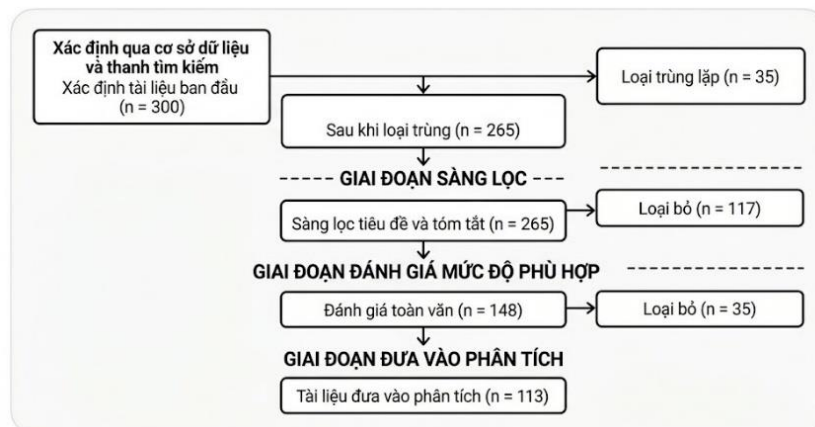 Xác định qua cơ sở dữ liệu
và thanh tìm kiếm
Xác định tài liệu ban đầu
(n = 300)
Loại trùng lặp (n = 35)
Sau khi loại trùng (n = 265)
GIAI ĐOẠN SÀNG LỌC
Sàng lọc tiêu đề và tóm tắt (n = 265)
Loại bỏ (n = 117)
GIAI ĐOẠN ĐÁNH GIÁ MỨC ĐỘ PHÙ HỢP
Đánh giá toàn văn (n = 148)
Loại bỏ (n = 35)
GIAI ĐOẠN ĐƯA VÀO PHÂN TÍCH
Tài liệu đưa vào phân tích (n = 113)